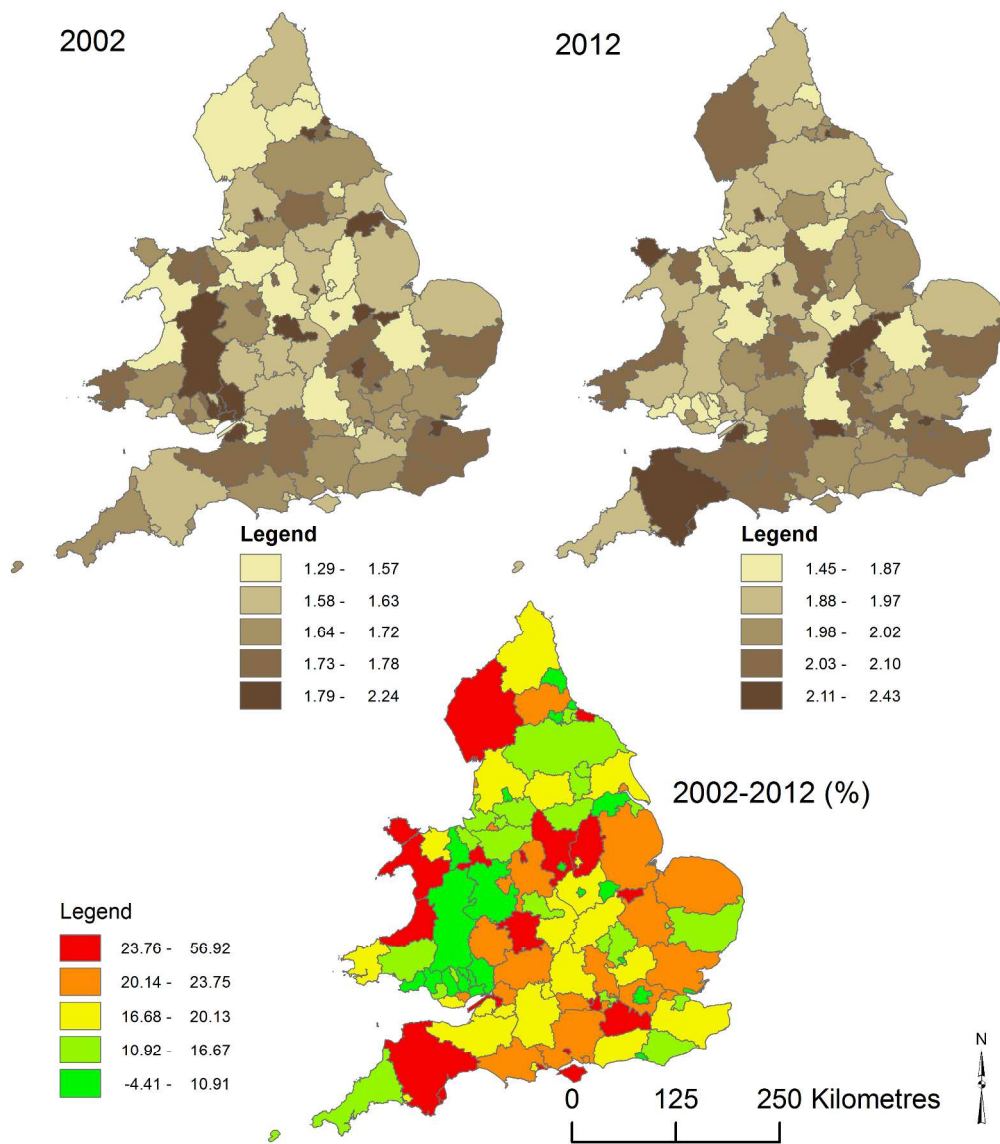 2002
2012
Legend
1.29 - 1.57
1.58 - 1.63
1.64 - 1.72
1.73 - 1.78
1.79 - 2.24
Legend
1.45 - 1.87
1.88 - 1.97
1.98 - 2.02
2.03 - 2.10
2.11 - 2.43
2002-2012 (%)
Legend
23.76 - 56.92
20.14 - 23.75
16.68 - 20.13
10.92 - 16.67
-4.41 - 10.91
N
0 125 250 Kilometres